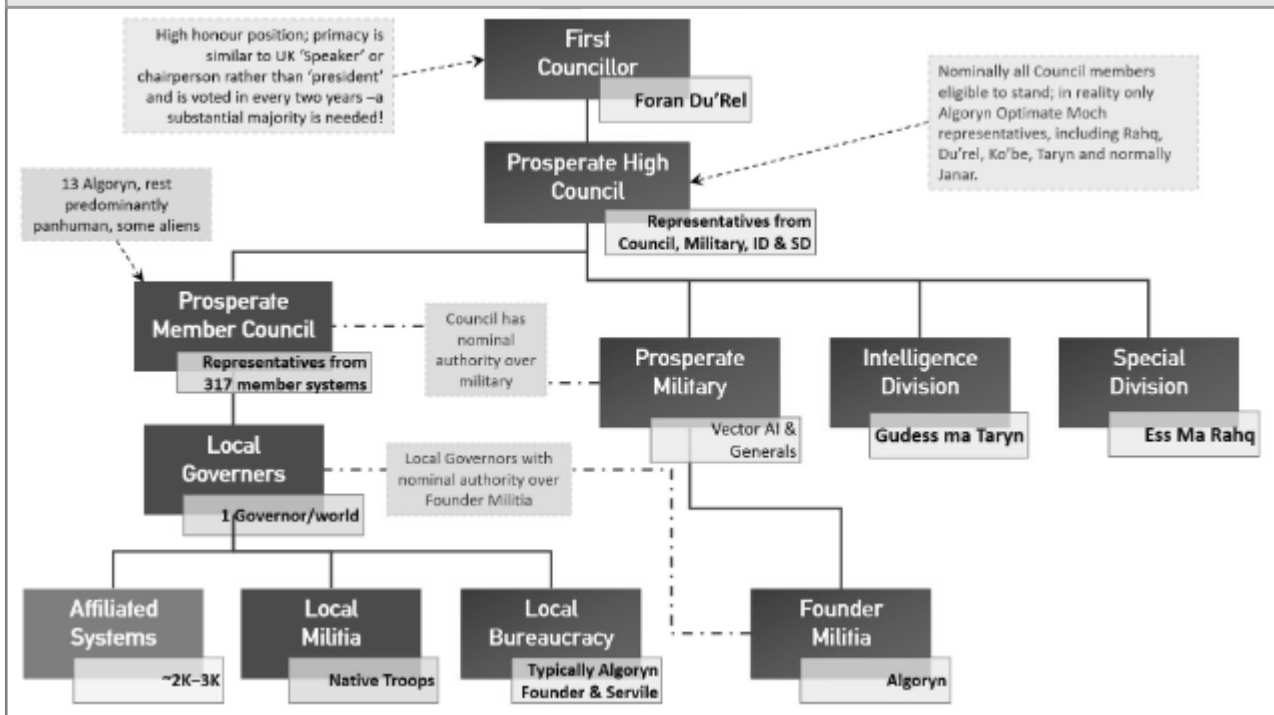 High honour position; primacy is
similar to UK 'Speaker' or
chairperson rather than 'president'
and is voted in every two years –a
substantial majority is needed!
First
Councillor
Foran Du'Rel
Nominally all Council members
eligible to stand; in reality only
Algoryn Optimate Moch
representatives, including Rahq,
Du'rel, Ko'be, Taryn and normally
Janar.
Prosperate High
Council
Representatives from
Council, Military, ID & SD
13 Algoryn, rest
predominantly
panhuman, some aliens
Prosperate
Member Council
Representatives from
317 member systems
Council has
nominal
authority over
military
Prosperate
Military
Vector AI &
Generals
Intelligence
Division
Gudess ma Taryn
Special
Division
Ess Ma Rahq
Local
Governers
1 Governor/world
Local Governors with
nominal authority over
Founder Militia
Affiliated
Systems
~2K–3K
Local
Militia
Native Troops
Local
Bureaucracy
Typically Algoryn
Founder & Servile
Founder
Militia
Algoryn